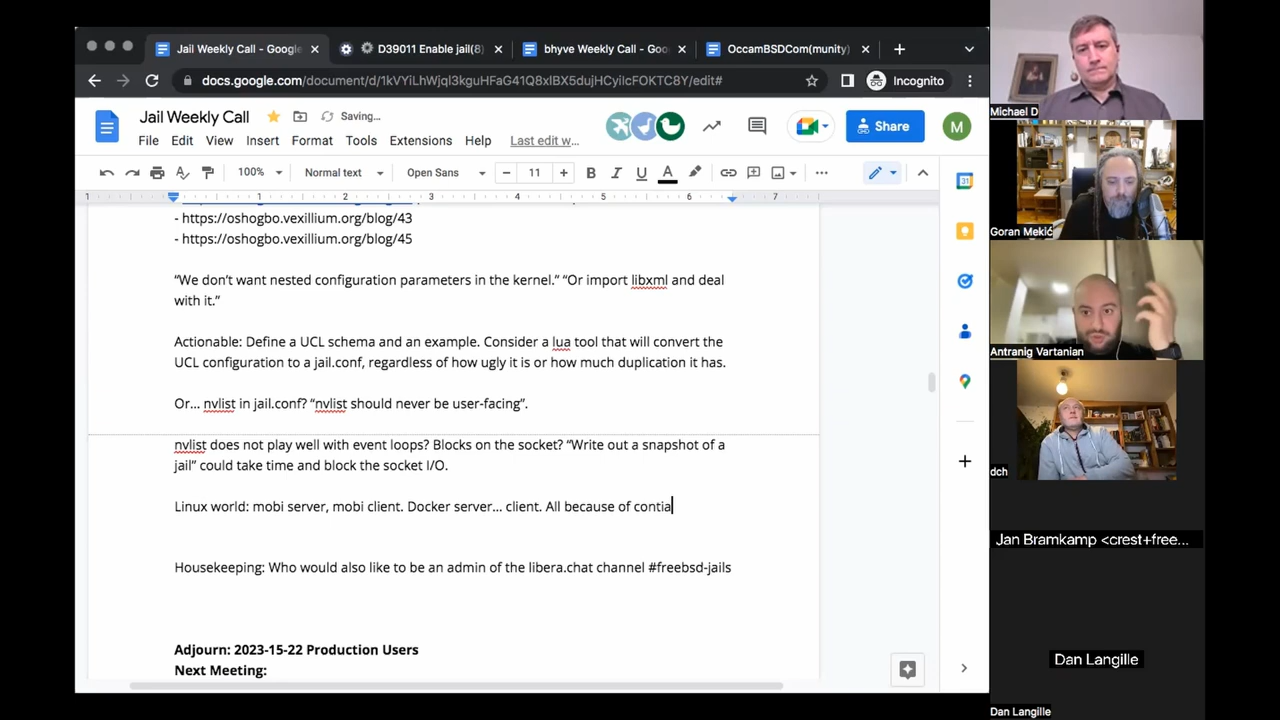 Jail Weekly Call - Google
D39011 Enable jail(8)
bhyve Weekly Call - Goo
OccamBSDCom(munity)
docs.google.com/document/d/1kVYiLhWjql3kguHFaG41Q8xIBX5dujHCyilcFOKTC8Y/edit#
Incognito
Jail Weekly Call
Saving...
File Edit View Insert Format Tools Extensions Help Last edit w...
Share
M
100%
Normal text
Open Sans
11
B I U A
1 1 2 3 4 5 6 7
- https://oshogbo.vexillium.org/blog/43
- https://oshogbo.vexillium.org/blog/45
“We don’t want nested configuration parameters in the kernel.” “Or import libxml and deal
with it.”
Actionable: Define a UCL schema and an example. Consider a lua tool that will convert the
UCL configuration to a jail.conf, regardless of how ugly it is or how much duplication it has.
Or... nvlist in jail.conf? “nvlist should never be user-facing”.
nvlist does not play well with event loops? Blocks on the socket? “Write out a snapshot of a
jail” could take time and block the socket I/O.
Linux world: mobi server, mobi client. Docker server... client. All because of contia
Housekeeping: Who would also like to be an admin of the libera.chat channel #freebsd-jails
Adjourn: 2023-15-22 Production Users
Next Meeting:
Michael D
Goran Mekić
Antranig Vartanian
dch
Jan Bramkamp <crest+free...
Dan Langille
Dan Langille